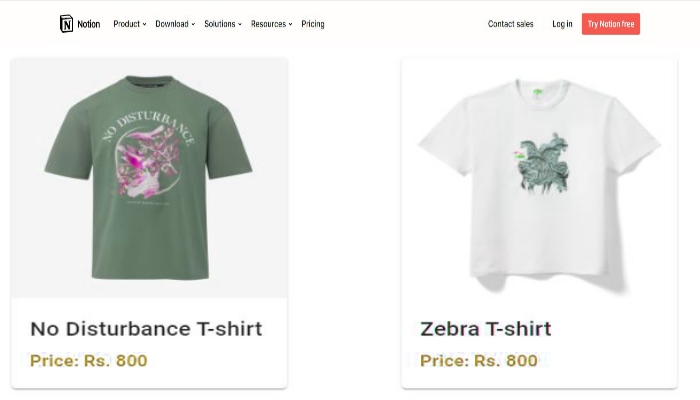 Notion
Product
Download
Solutions
Resources
Pricing
Contact sales
Log in
Try Notion free
NO DISTURBANCE
No Disturbance T-shirt
Price: Rs. 800
Zebra T-shirt
Price: Rs. 800